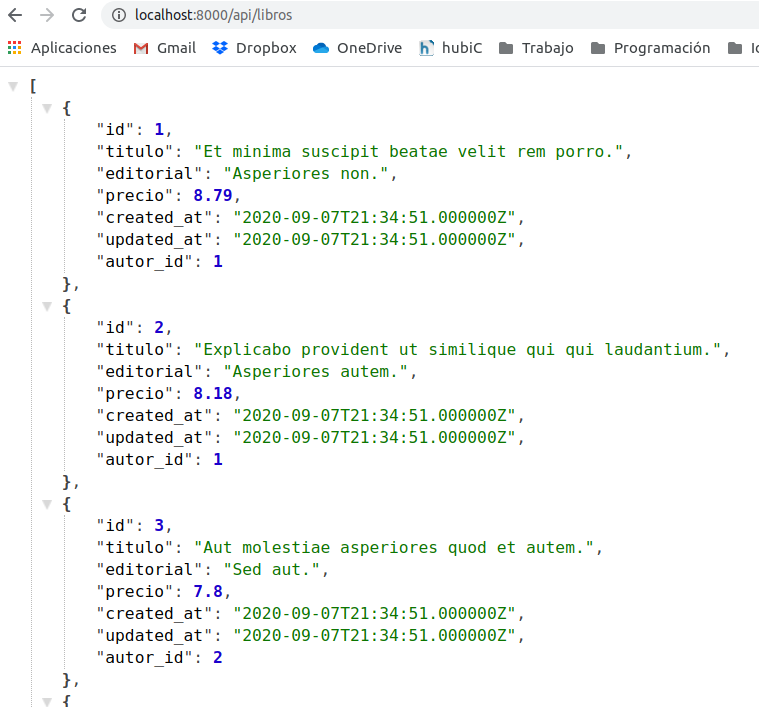 localhost:8000/api/libros
Aplicaciones Gmail Dropbox OneDrive hubiC Trabajo Programación
[
{
"id": 1,
"titulo": "Et minima suscipit beatae velit rem porro.",
"editorial": "Asperiores non.",
"precio": 8.79,
"created_at": "2020-09-07T21:34:51.000000Z",
"updated_at": "2020-09-07T21:34:51.000000Z",
"autor_id": 1
},
{
"id": 2,
"titulo": "Explicabo provident ut similique qui qui laudantium.",
"editorial": "Asperiores autem.",
"precio": 8.18,
"created_at": "2020-09-07T21:34:51.000000Z",
"updated_at": "2020-09-07T21:34:51.000000Z",
"autor_id": 1
},
{
"id": 3,
"titulo": "Aut molestiae asperiores quod et autem.",
"editorial": "Sed aut.",
"precio": 7.8,
"created_at": "2020-09-07T21:34:51.000000Z",
"updated_at": "2020-09-07T21:34:51.000000Z",
"autor_id": 2
},
{